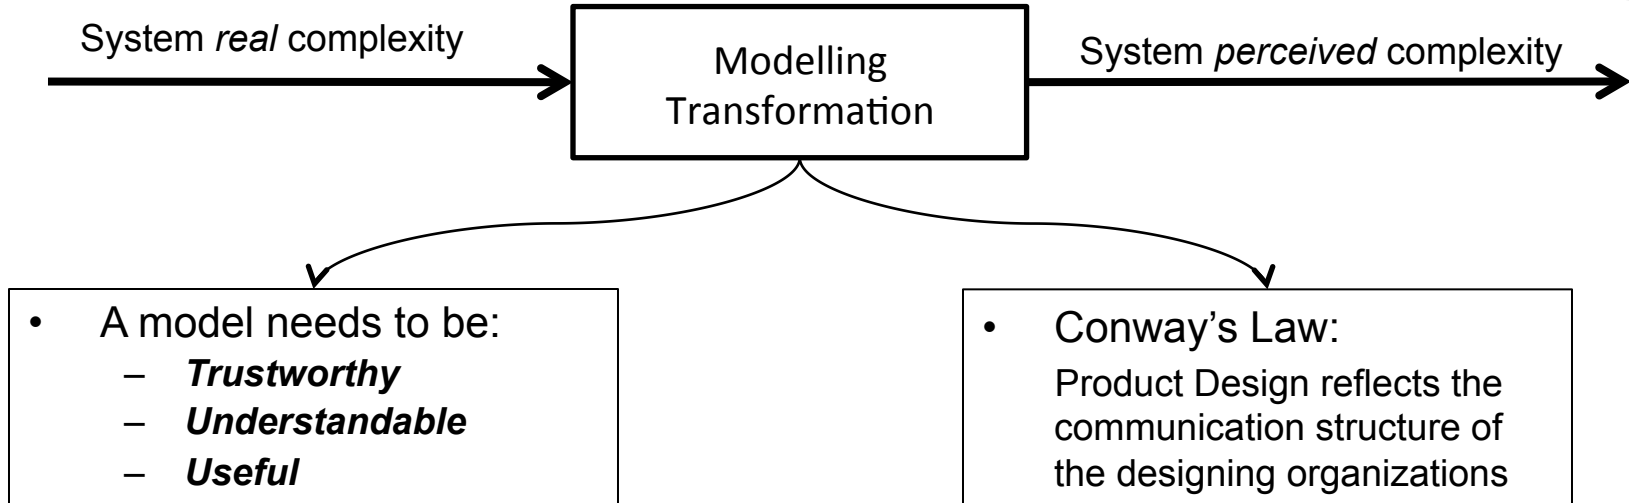 System real complexity
Modelling
Transformation
System perceived complexity
• A model needs to be:
– Trustworthy
– Understandable
– Useful
• Conway’s Law:
Product Design reflects the
communication structure of
the designing organizations